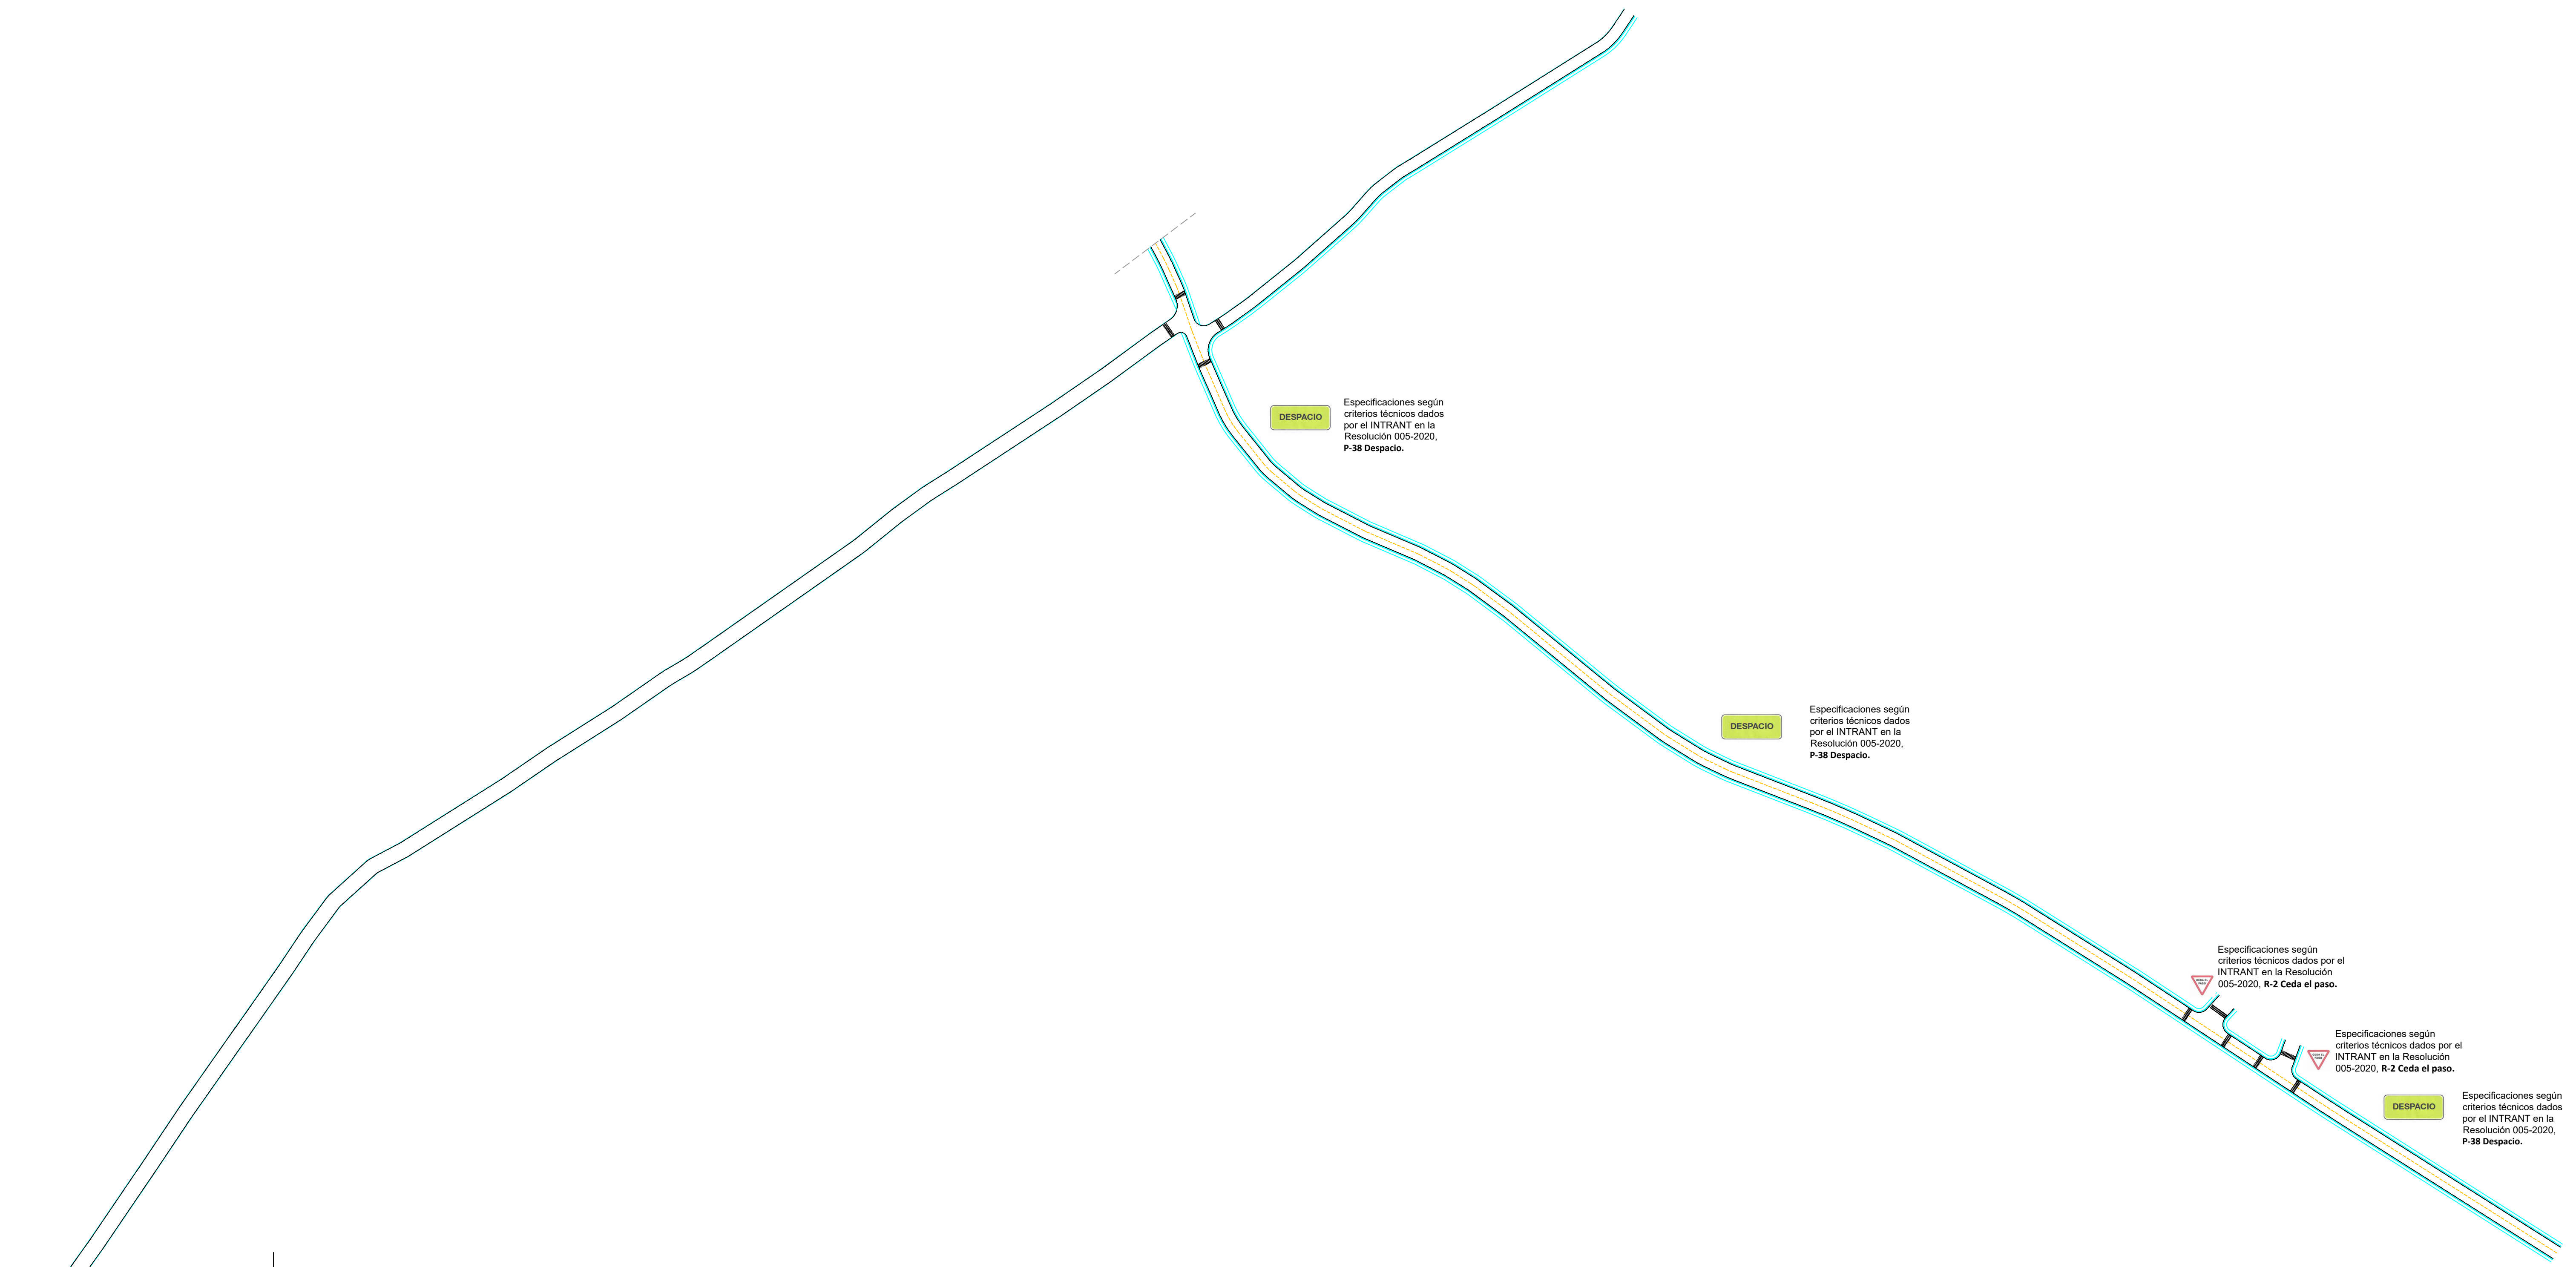 DESPACIO
Especificaciones según
criterios técnicos dados
por el INTRANT en la
Resolución 005-2020,
P-38 Despacio.
DESPACIO
Especificaciones según
criterios técnicos dados
por el INTRANT en la
Resolución 005-2020,
P-38 Despacio.
Especificaciones según
criterios técnicos dados por el
INTRANT en la Resolución
005-2020, R-2 Ceda el paso.
Especificaciones según
criterios técnicos dados por el
INTRANT en la Resolución
005-2020, R-2 Ceda el paso.
DESPACIO
Especificaciones según
criterios técnicos dados
por el INTRANT en la
Resolución 005-2020,
P-38 Despacio.